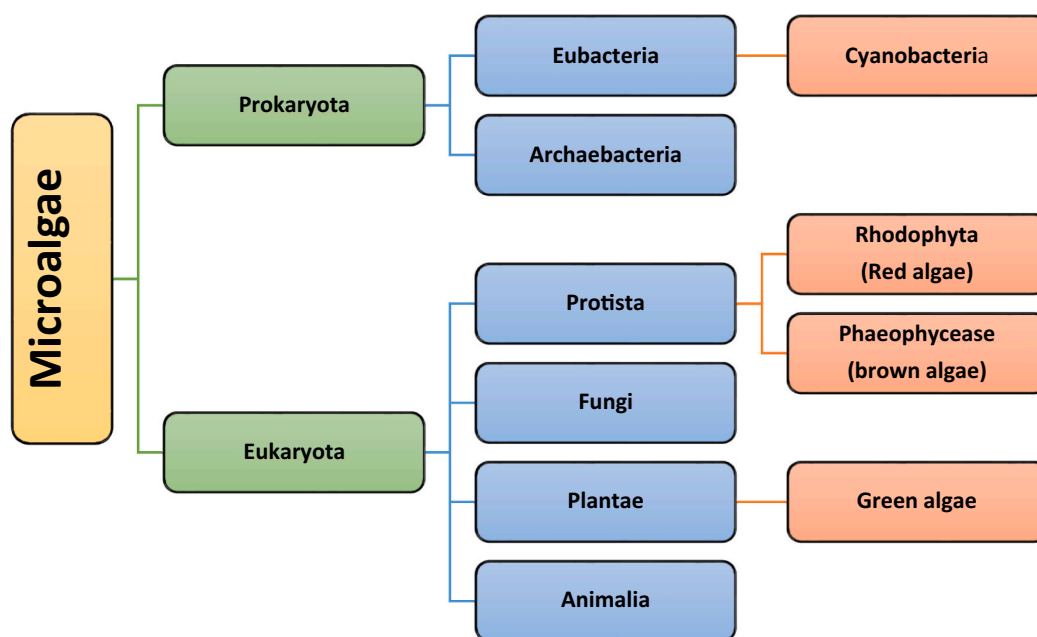 Microalgae
Prokaryota
Eubacteria
Cyanobacteria
Archaebacteria
Eukaryota
Protista
Rhodophyta
(Red algae)
Phaeophycease
(brown algae)
Fungi
Plantae
Green algae
Animalia